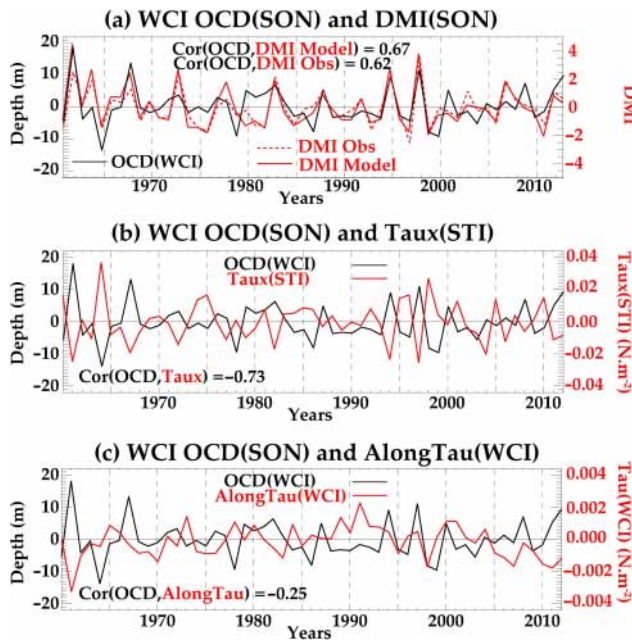 (a) WCI OCD(SON) and DMI(SON)
Cor(OCD,DMI Model) = 0.67
Cor(OCD,DMI Obs) = 0.62
20
10
0
−10
−20
Depth (m)
4
2
0
−2
−4
DMI
OCD(WCI)
DMI Obs
DMI Model
1970 1980 1990 2000 2010
Years
(b) WCI OCD(SON) and Taux(STI)
OCD(WCI)
Taux(STI)
20
10
0
−10
−20
Depth (m)
0.04
0.02
0.00
−0.02
−0.04
Taux(STI) (N.m⁻²)
Cor(OCD,Taux) =−0.73
1970 1980 1990 2000 2010
Years
(c) WCI OCD(SON) and AlongTau(WCI)
OCD(WCI)
AlongTau(WCI)
20
10
0
−10
−20
Depth (m)
0.004
0.002
0.000
−0.002
−0.004
Tau(WCI) (N.m⁻²)
Cor(OCD,AlongTau) =−0.25
1970 1980 1990 2000 2010
Years